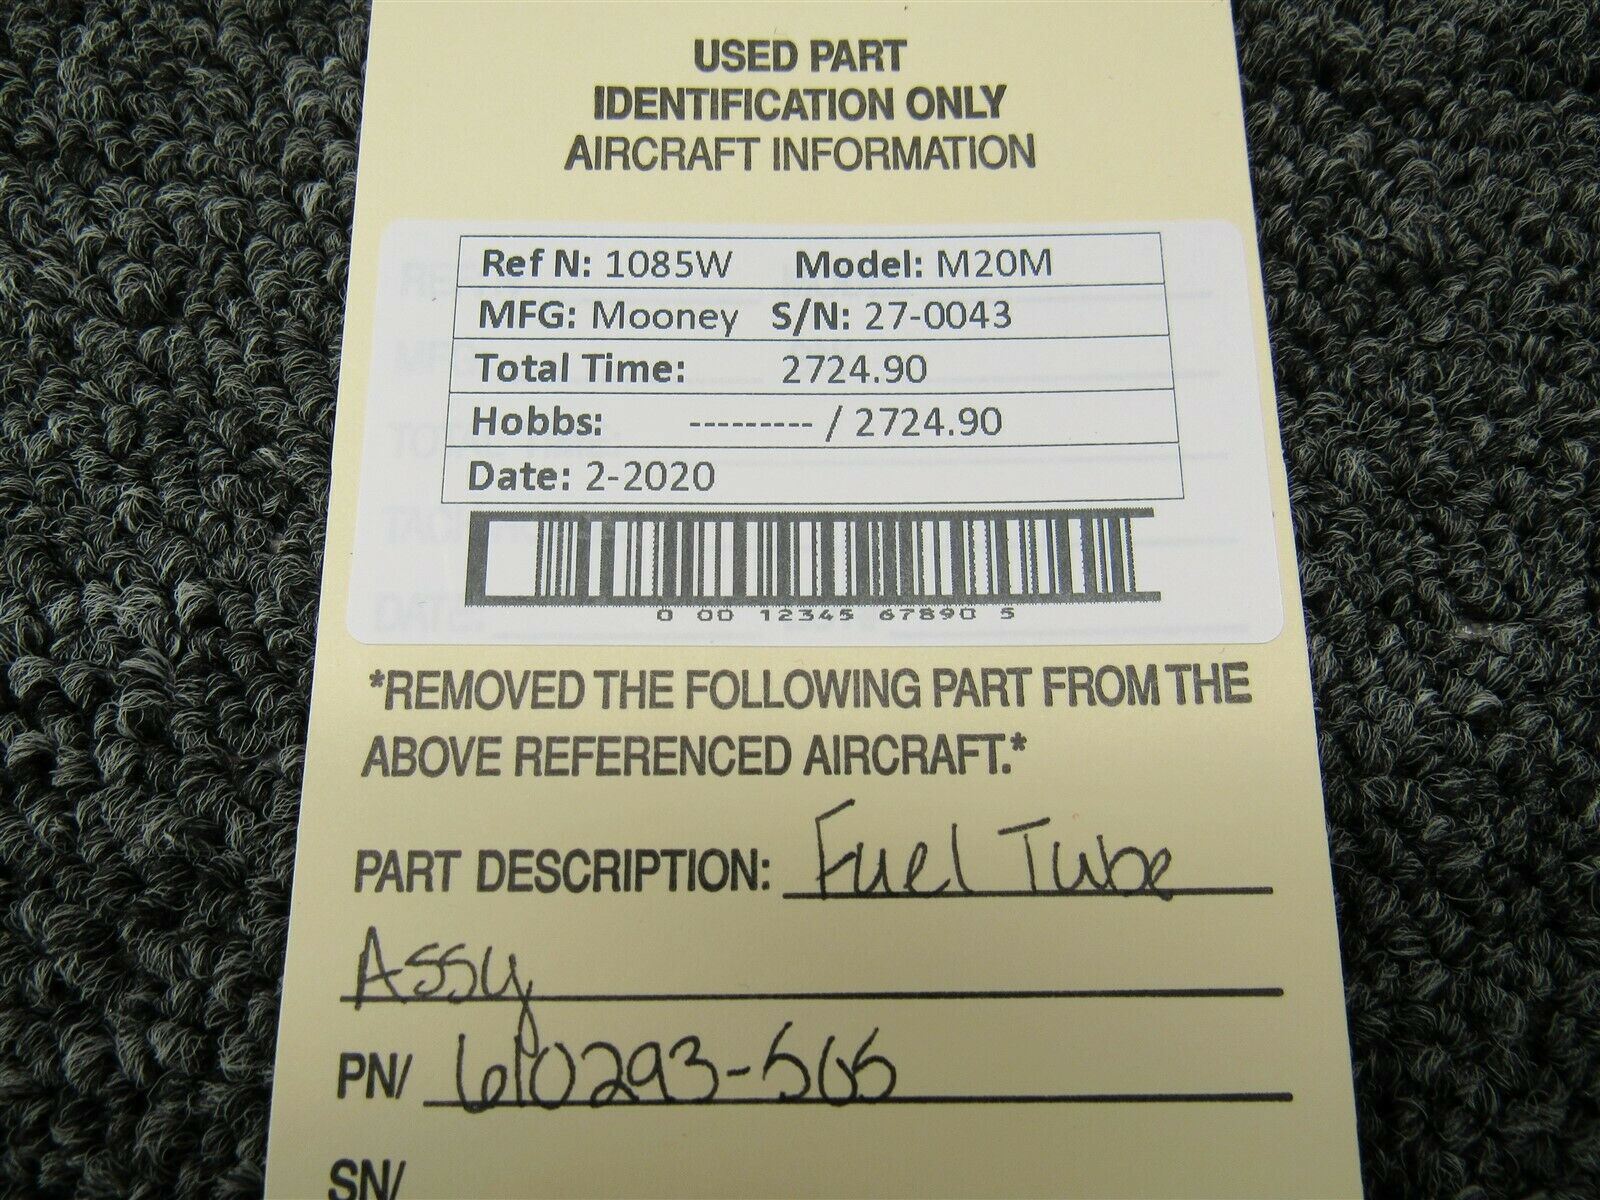 USED PART
IDENTIFICATION ONLY
AIRCRAFT INFORMATION
Ref N: 1085W Model: M20M
MFG: Mooney S/N: 27-0043
Total Time: 2724.90
Hobbs: --------- / 2724.90
Date: 2-2020
0 00 12345 67890 5
*REMOVED THE FOLLOWING PART FROM THE
ABOVE REFERENCED AIRCRAFT.*
PART DESCRIPTION: Fuel Tube
Assy
PN/ 610293-505
SN/